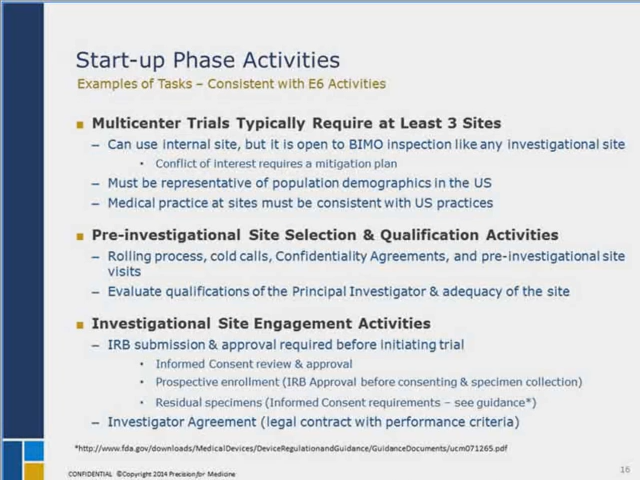 Start-up Phase Activities
Examples of Tasks – Consistent with E6 Activities
■ Multicenter Trials Typically Require at Least 3 Sites
– Can use internal site, but it is open to BIMO inspection like any investigational site
• Conflict of interest requires a mitigation plan
– Must be representative of population demographics in the US
– Medical practice at sites must be consistent with US practices
■ Pre-investigational Site Selection & Qualification Activities
– Rolling process, cold calls, Confidentiality Agreements, and pre-investigational site
visits
– Evaluate qualifications of the Principal Investigator & adequacy of the site
■ Investigational Site Engagement Activities
– IRB submission & approval required before initiating trial
• Informed Consent review & approval
• Prospective enrollment (IRB Approval before consenting & specimen collection)
• Residual specimens (Informed Consent requirements – see guidance*)
– Investigator Agreement (legal contract with performance criteria)
*http://www.fda.gov/downloads/MedicalDevices/DeviceRegulationandGuidance/GuidanceDocuments/ucm071265.pdf
CONFIDENTIAL ©Copyright 2014 Precision for Medicine
16